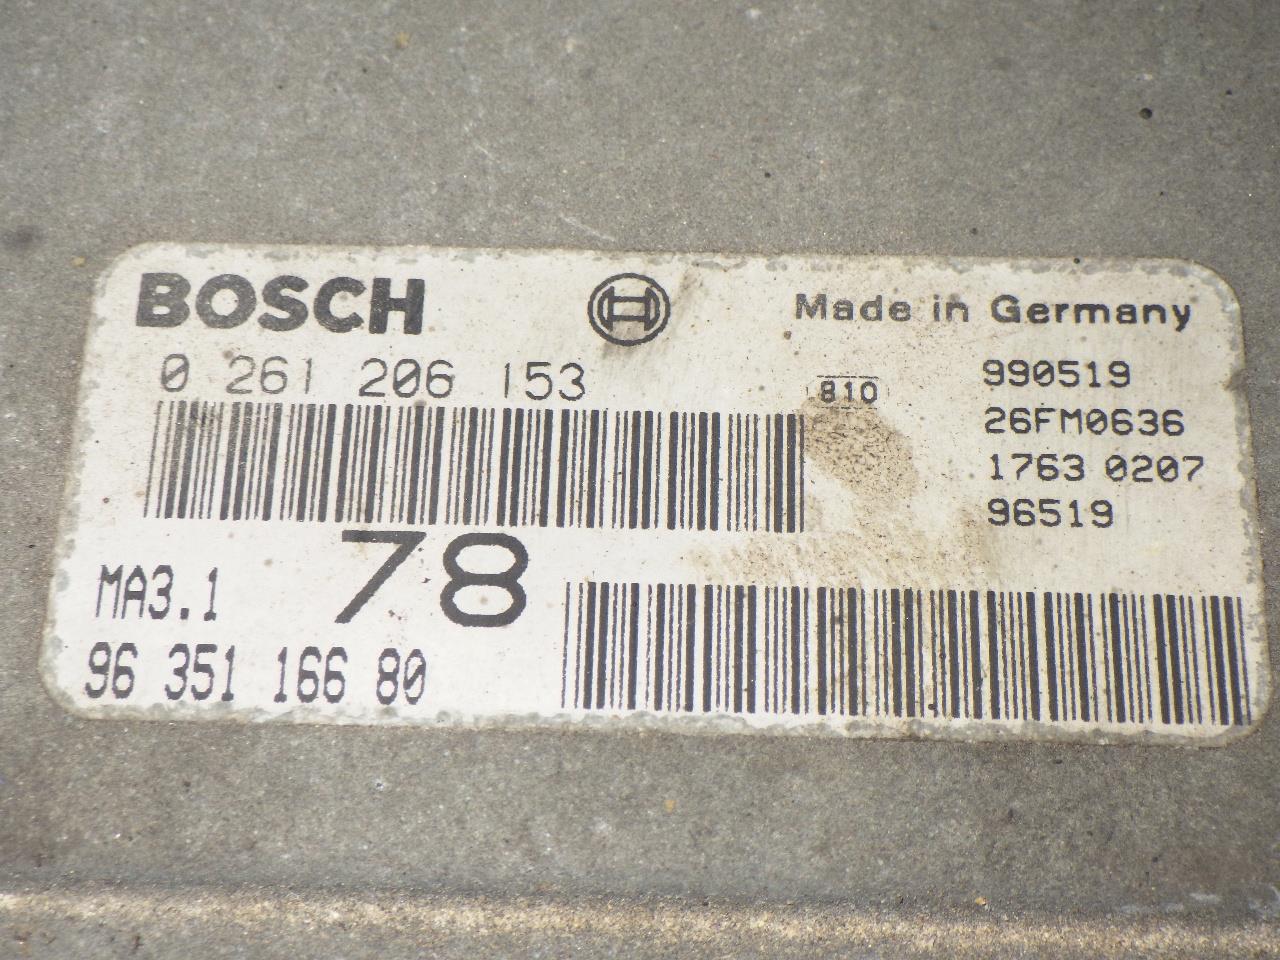 BOSCH
Made in Germany
0 261 206 153
810
990519
26FM0636
1763 0207
96519
78
MA3.1
96 351 166 80